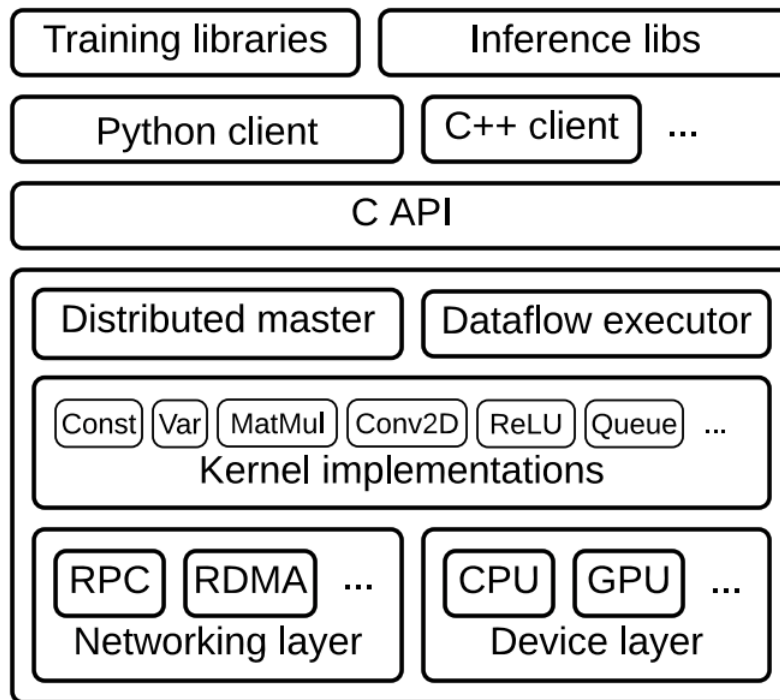 Training libraries Inference libs
Python client C++ client ...
C API
Distributed master Dataflow executor
Const Var MatMul Conv2D ReLU Queue ...
Kernel implementations
RPC RDMA ... CPU GPU ...
Networking layer Device layer